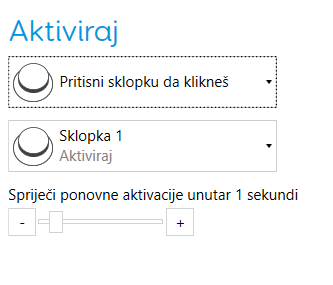 Aktiviraj
Pritisni sklopku da klikneš
Sklopka 1
Aktiviraj
Spriječi ponovne aktivacije unutar 1 sekundi
- +